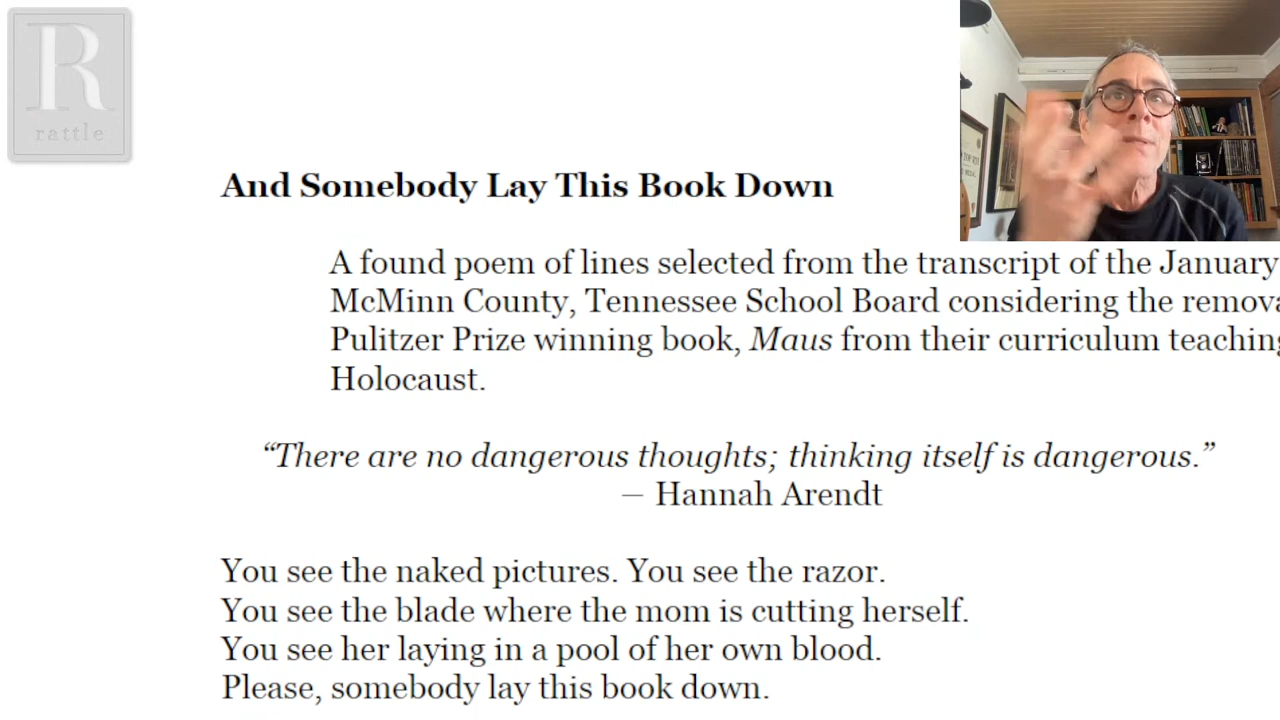 R
rattle
And Somebody Lay This Book Down
A found poem of lines selected from the transcript of the January
McMinn County, Tennessee School Board considering the
Pulitzer Prize winning book, Maus from their curriculum
Holocaust.
“There are no dangerous thoughts; thinking itself is dangerous.”
— Hannah Arendt
You see the naked pictures. You see the razor.
You see the blade where the mom is cutting herself.
You see her laying in a pool of her own blood.
Please, somebody lay this book down.